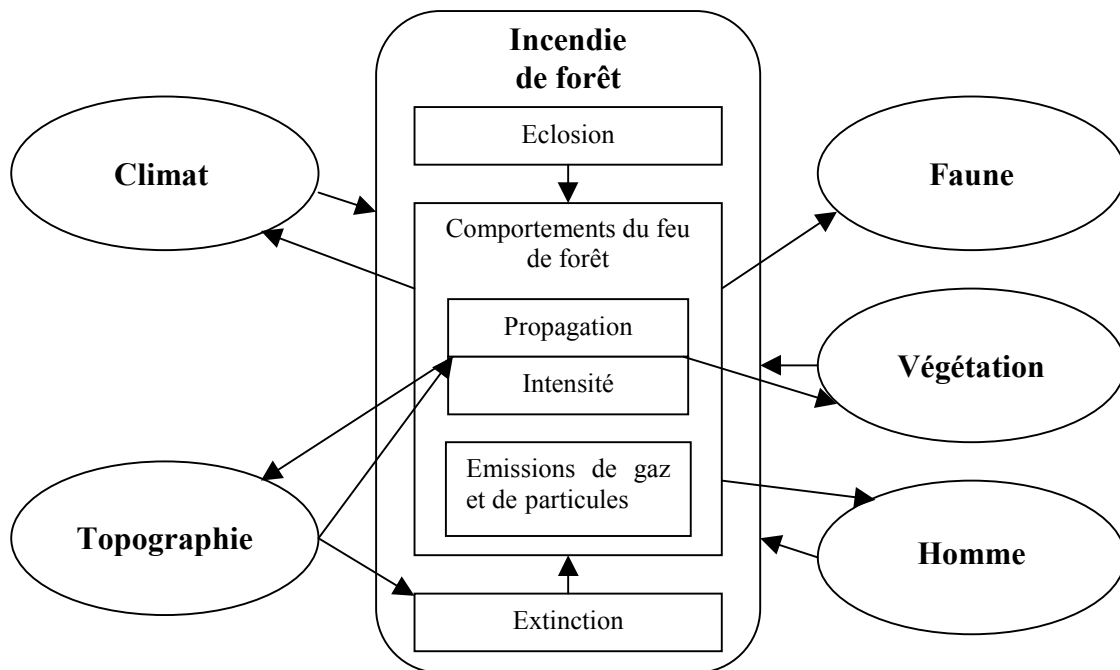 Incendie
de forêt
Eclosion
Climat
Faune
Comportements du feu
de forêt
Propagation
Intensité
Végétation
Emissions de gaz
et de particules
Topographie
Homme
Extinction